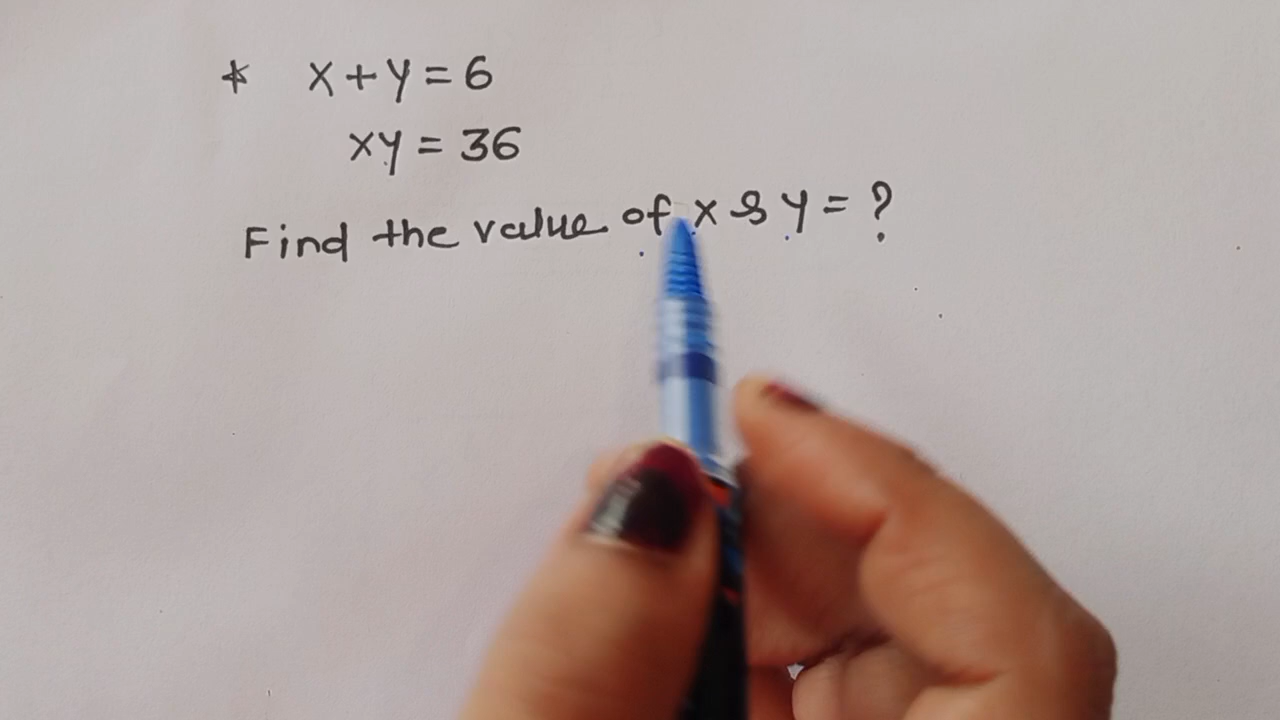 * x+y=6
xy = 36
Find the value of x & y = ?